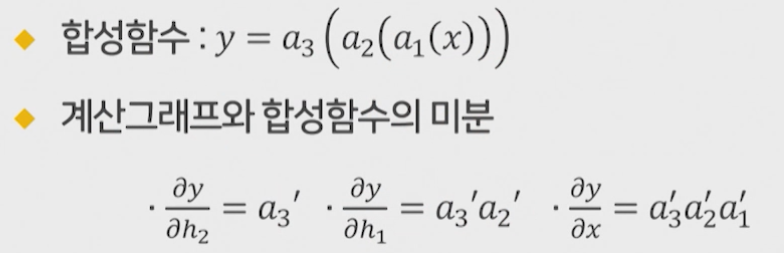 ◆ 합성함수 : y = a₃(a₂(a₁(x)))
◆ 계산그래프와 합성함수의 미분
· ∂y/∂h₂ = a₃′ · ∂y/∂h₁ = a₃′a₂′ · ∂y/∂x = a₃′a₂′a₁′